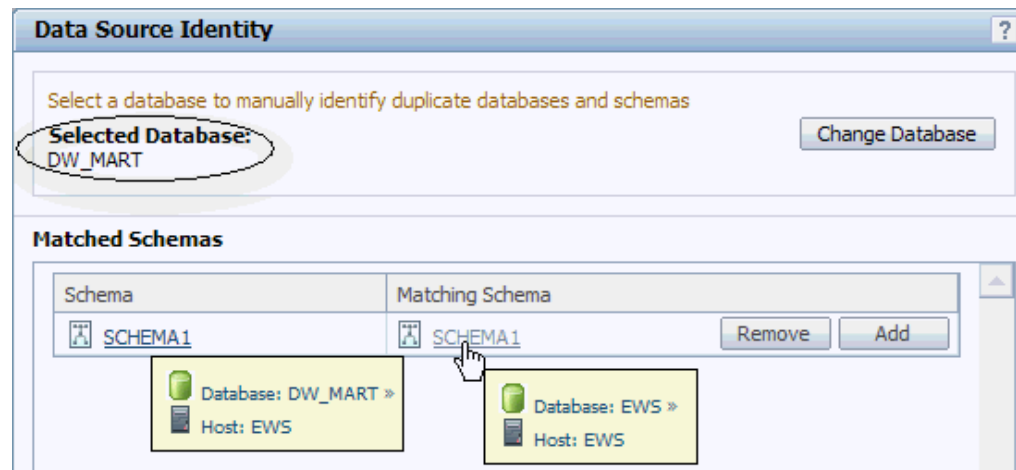 Data Source Identity
?
Select a database to manually identify duplicate databases and schemas
Selected Database:
DW_MART
Change Database
Matched Schemas
Schema Matching Schema
SCHEMA1 SCHEMA1 Remove Add
Database: DW_MART »
Host: EWS
Database: EWS »
Host: EWS